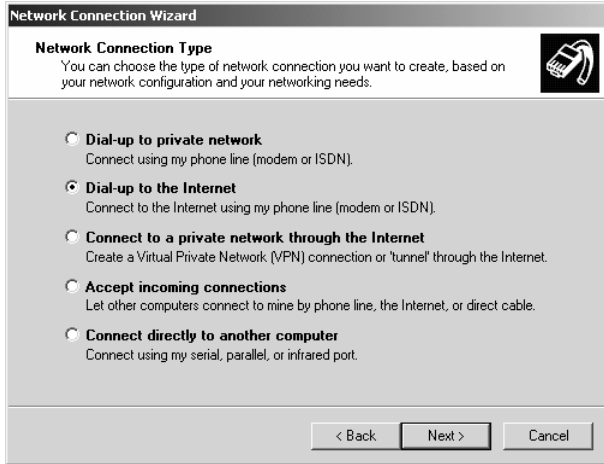 Network Connection Wizard
Network Connection Type
You can choose the type of network connection you want to create, based on
your network configuration and your networking needs.
Dial-up to private network
Connect using my phone line (modem or ISDN).
Dial-up to the Internet
Connect to the Internet using my phone line (modem or ISDN).
Connect to a private network through the Internet
Create a Virtual Private Network (VPN) connection or 'tunnel' through the Internet.
Accept incoming connections
Let other computers connect to mine by phone line, the Internet, or direct cable.
Connect directly to another computer
Connect using my serial, parallel, or infrared port.
< Back Next > Cancel